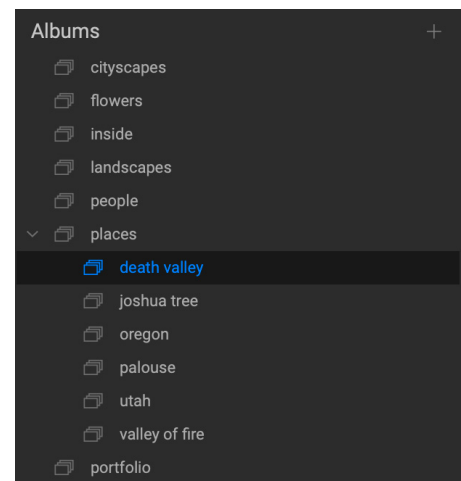 Albums
cityscapes
flowers
inside
landscapes
people
places
death valley
joshua tree
oregon
palouse
utah
valley of fire
portfolio